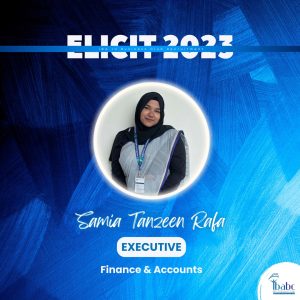 ELICIT 2023
Samia Tanzeen Rafa
EXECUTIVE
Finance & Accounts
ibabc